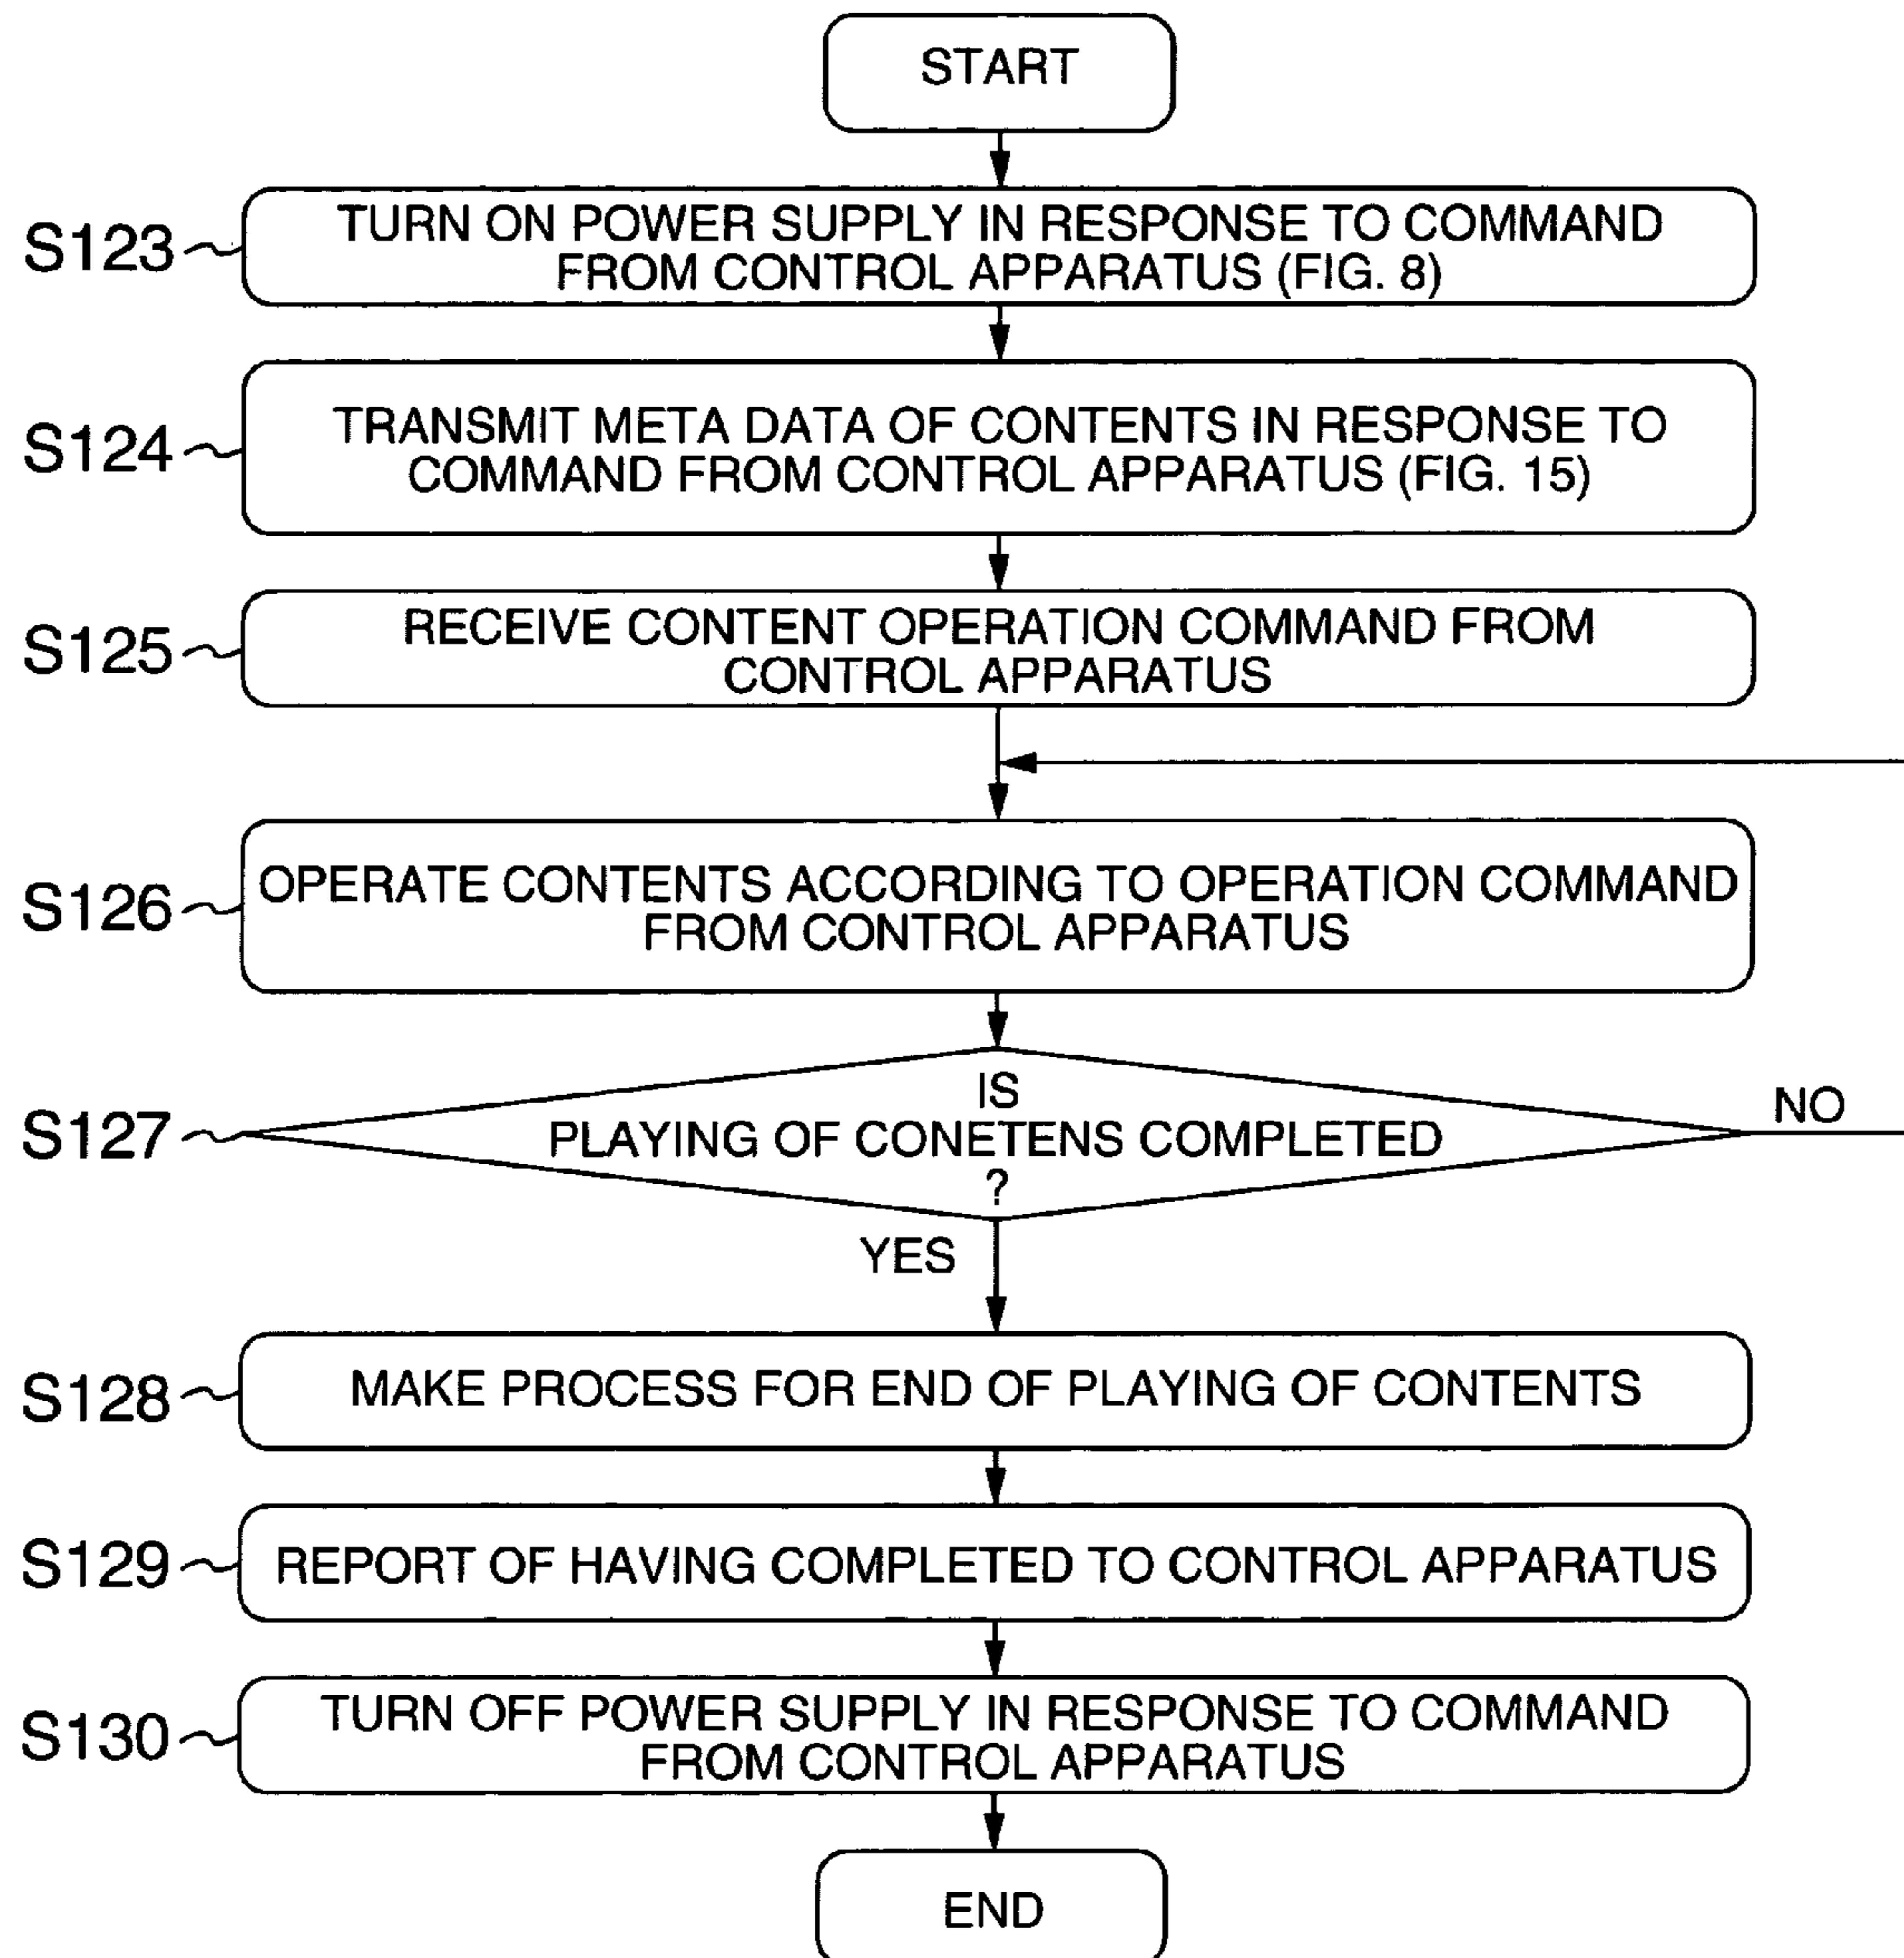 START
S123
TURN ON POWER SUPPLY IN RESPONSE TO COMMAND
FROM CONTROL APPARATUS (FIG. 8)
S124
TRANSMIT META DATA OF CONTENTS IN RESPONSE TO
COMMAND FROM CONTROL APPARATUS (FIG. 15)
S125
RECEIVE CONTENT OPERATION COMMAND FROM
CONTROL APPARATUS
S126
OPERATE CONTENTS ACCORDING TO OPERATION COMMAND
FROM CONTROL APPARATUS
S127
IS
PLAYING OF CONETENS COMPLETED
?
NO
YES
S128
MAKE PROCESS FOR END OF PLAYING OF CONTENTS
S129
REPORT OF HAVING COMPLETED TO CONTROL APPARATUS
S130
TURN OFF POWER SUPPLY IN RESPONSE TO COMMAND
FROM CONTROL APPARATUS
END